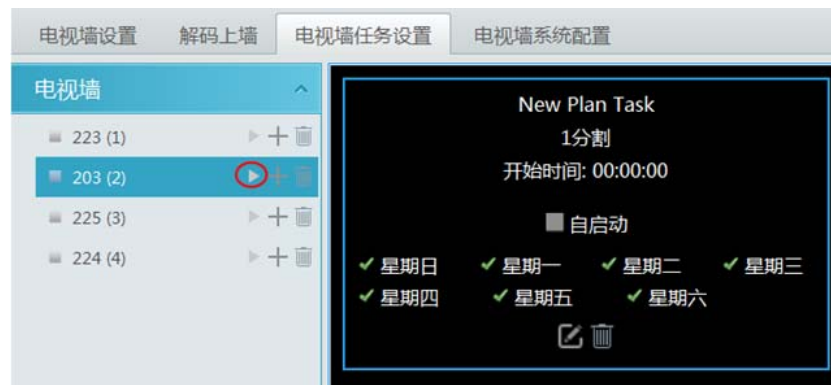 电视墙设置 解码上墙 电视墙任务设置 电视墙系统配置
电视墙
223 (1)
203 (2)
225 (3)
224 (4)
New Plan Task
1分割
开始时间: 00:00:00
自启动
星期日 星期一 星期二 星期三
星期四 星期五 星期六